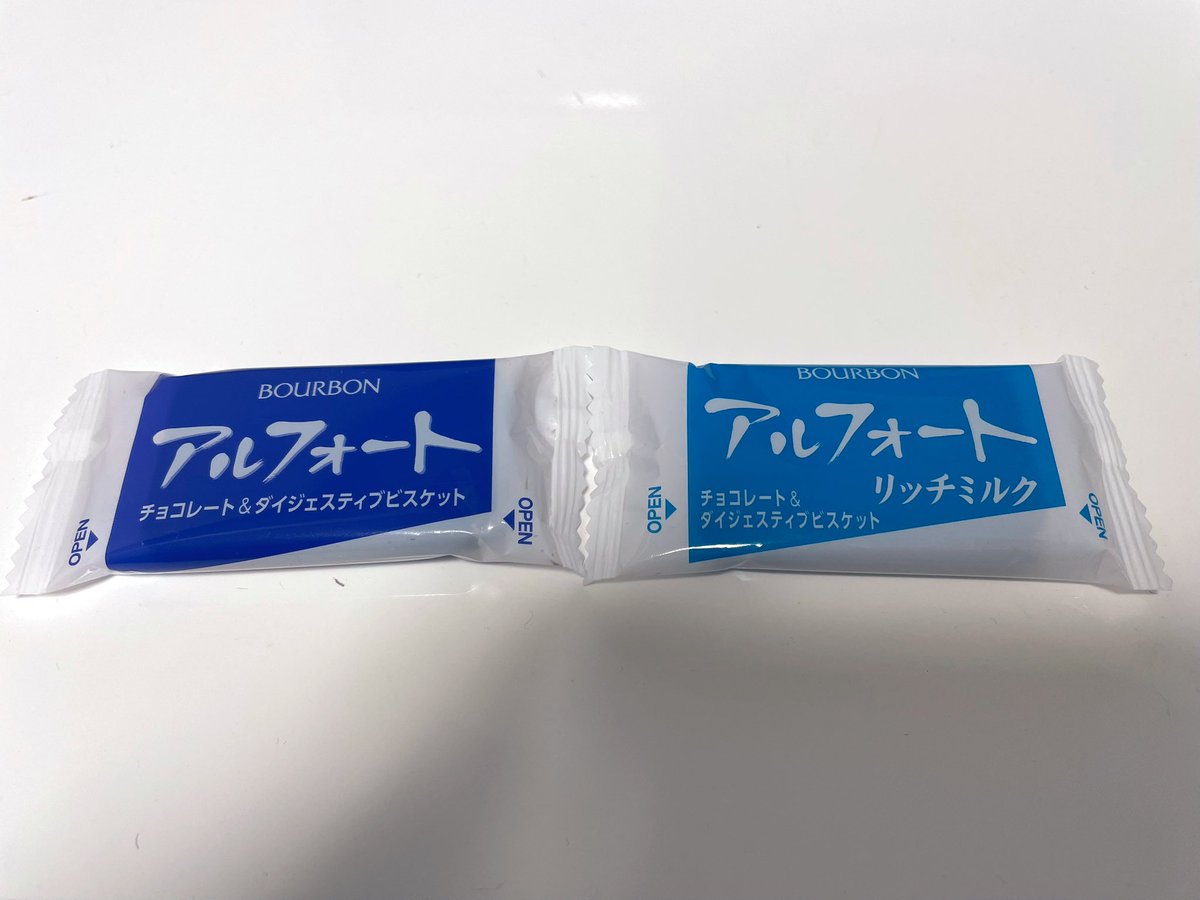 BOURBON
アルフォート
チョコレート&ダイジェスティブビスケット
OPEN
OPEN
BOURBON
アルフォート
リッチミルク
チョコレート&
ダイジェスティブビスケット
OPEN
OPEN